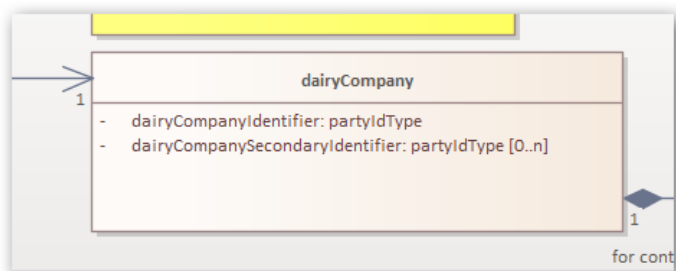 dairyCompany
1
- dairyCompanyIdentifier: partyIdType
- dairyCompanySecondaryIdentifier: partyIdType [0..n]
1
for cont